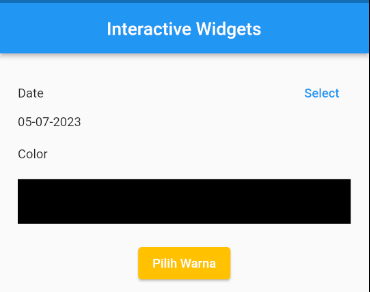 Interactive Widgets
Date Select
05-07-2023
Color
Pilih Warna